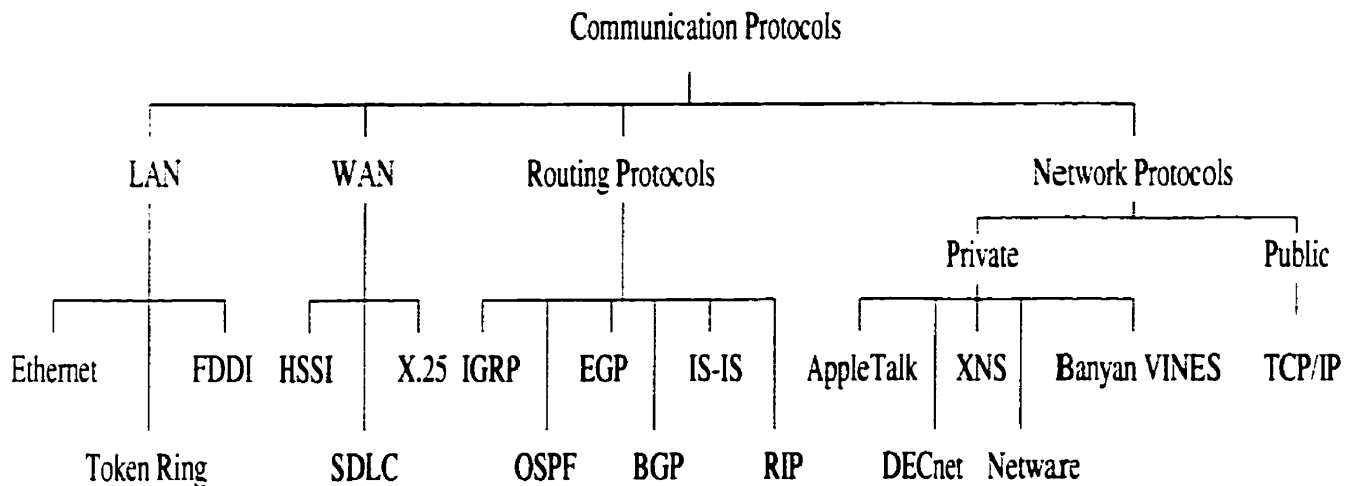 Communication Protocols
LAN WAN Routing Protocols Network Protocols
Private Public
Ethernet FDDI HSSI X.25 IGRP EGP IS-IS AppleTalk XNS Banyan VINES TCP/IP
Token Ring SDLC OSPF BGP RIP DECnet Netware